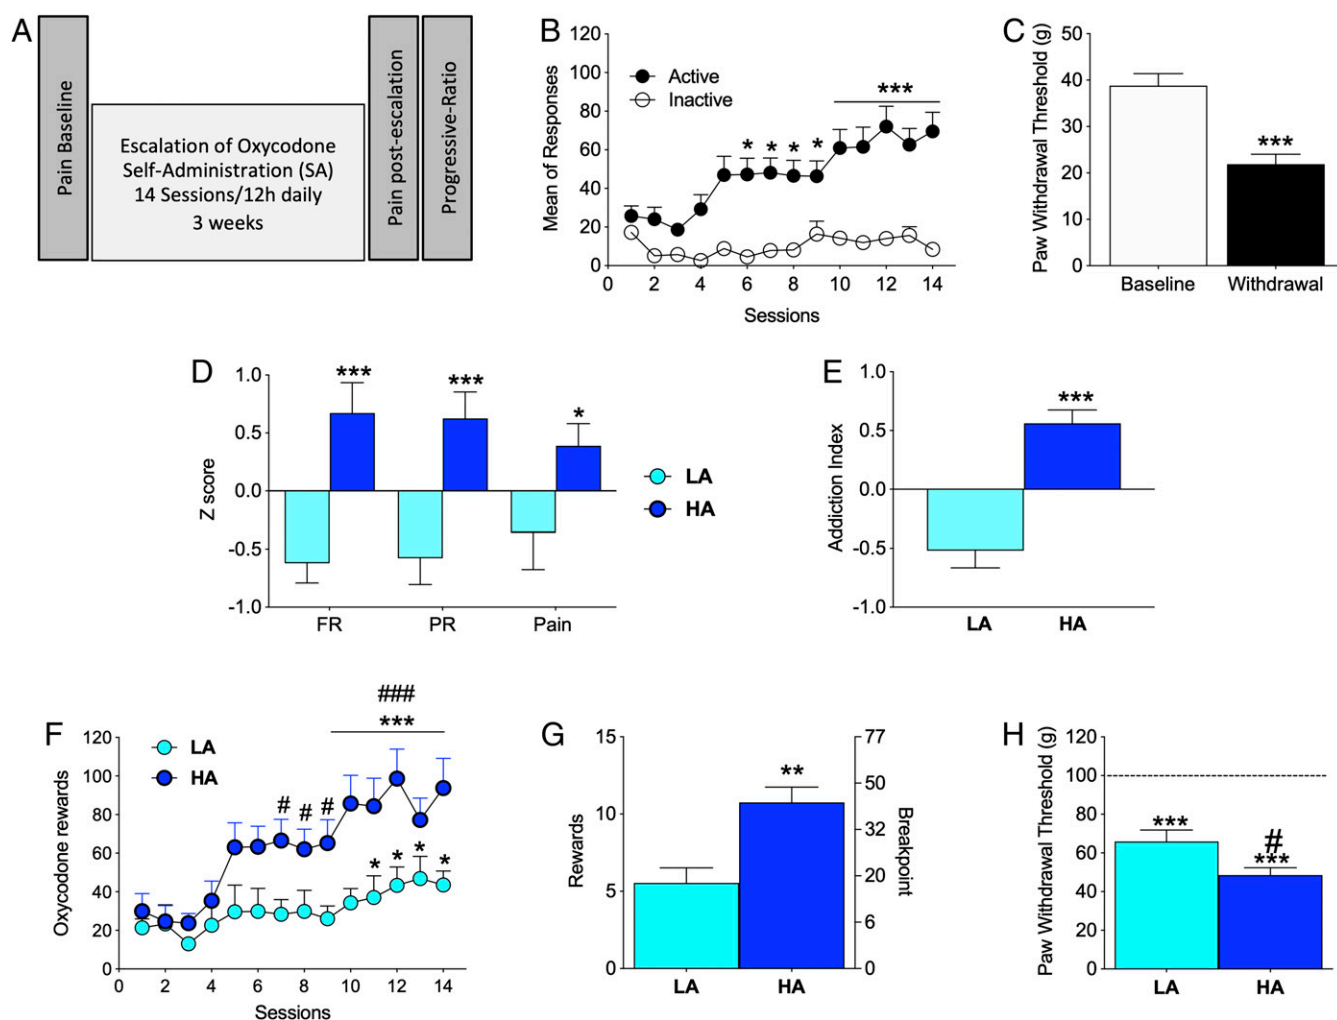 A
Pain Baseline
Escalation of Oxycodone
Self-Administration (SA)
14 Sessions/12h daily
3 weeks
Pain post-escalation
Progressive-Ratio
B
Mean of Responses
120
100
80
60
40
20
0
Active
Inactive
* * * *
***
0 2 4 6 8 10 12 14
Sessions
C
Paw Withdrawal Threshold (g)
50
40
30
20
10
0
***
Baseline Withdrawal
D
Z score
1.0
0.5
0.0
-0.5
-1.0
*** *** *
FR PR Pain
LA
HA
E
Addiction Index
1.0
0.5
0.0
-0.5
-1.0
***
LA HA
F
Oxycodone rewards
120
100
80
60
40
20
0
LA
HA
###
***
# # #
* * * *
0 2 4 6 8 10 12 14
Sessions
G
Rewards
15
10
5
0
**
77
50
32
20
6
0
Breakpoint
LA HA
H
Paw Withdrawal Threshold (g)
120
100
80
60
40
20
0
***
#
***
LA HA